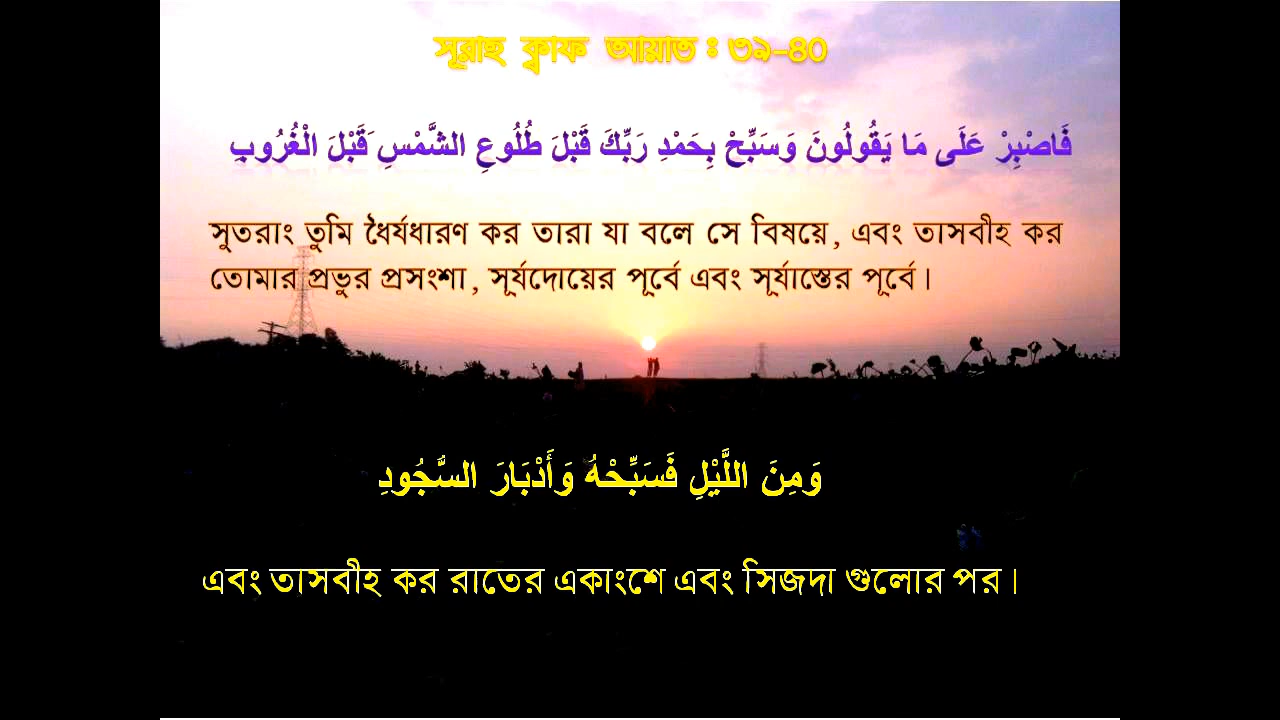 সূরাহ ক্বাফ আয়াত : ৩৯-৪০
فَاصْبِرْ عَلَى مَا يَقُولُونَ وَسَبِّحْ بِحَمْدِ رَبِّكَ قَبْلَ طُلُوعِ الشَّمْسِ َقَبْلَ الْغُرُوبِ
সুতরাং তুমি ধৈর্যধারণ কর তারা যা বলে সে বিষয়ে, এবং তাসবীহ কর
তোমার প্রভুর প্রসংশা, সূর্যদোয়ের পূর্বে এবং সূর্যাস্তের পূর্বে।
وَمِنَ اللَّيْلِ فَسَبِّحْهُ وَأَدْبَارَ السُّجُودِ
এবং তাসবীহ কর রাতের একাংশে এবং সিজদা গুলোর পর।